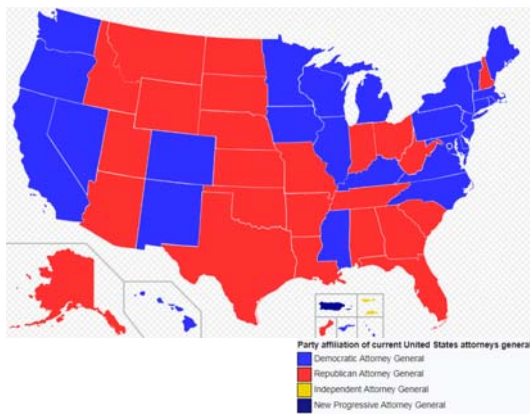 Party affiliation of current United States attorneys general
Democratic Attorney General
Republican Attorney General
Independent Attorney General
New Progressive Attorney General